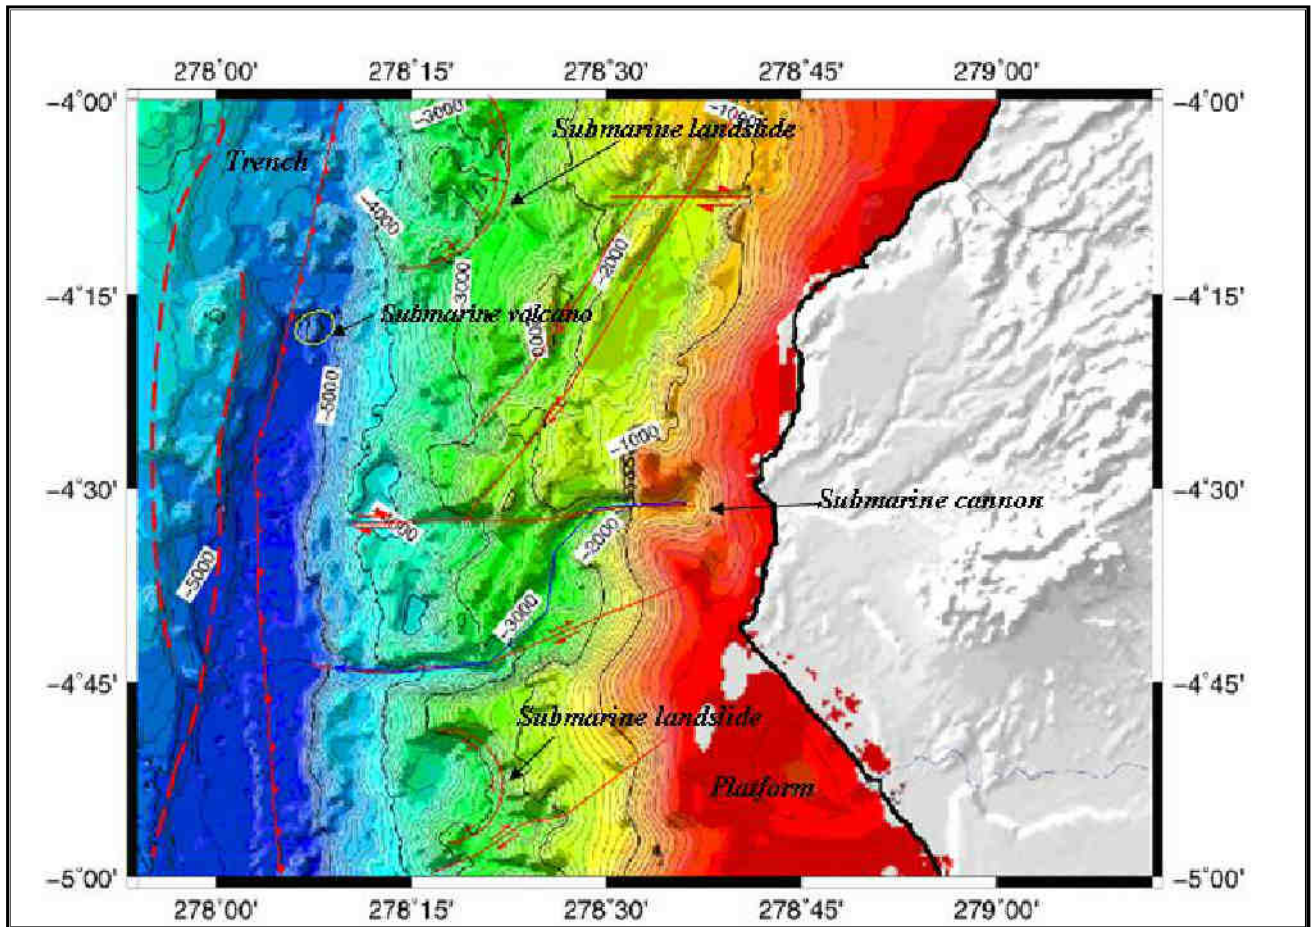 278°00' 278°15' 278°30' 278°45' 279°00'
-4°00' -4°00'
-3000 -1000
Submarine landslide
Trench
-4000
-2000
-3000
-4°15' -4°15'
Submarine volcano
000
-5000
-1000
-4°30' -4°30'
Submarine cannon
-2000
-5000
-3000
-4°45' -4°45'
Submarine landslide
Platform
-5°00' -5°00'
278°00' 278°15' 278°30' 278°45' 279°00'